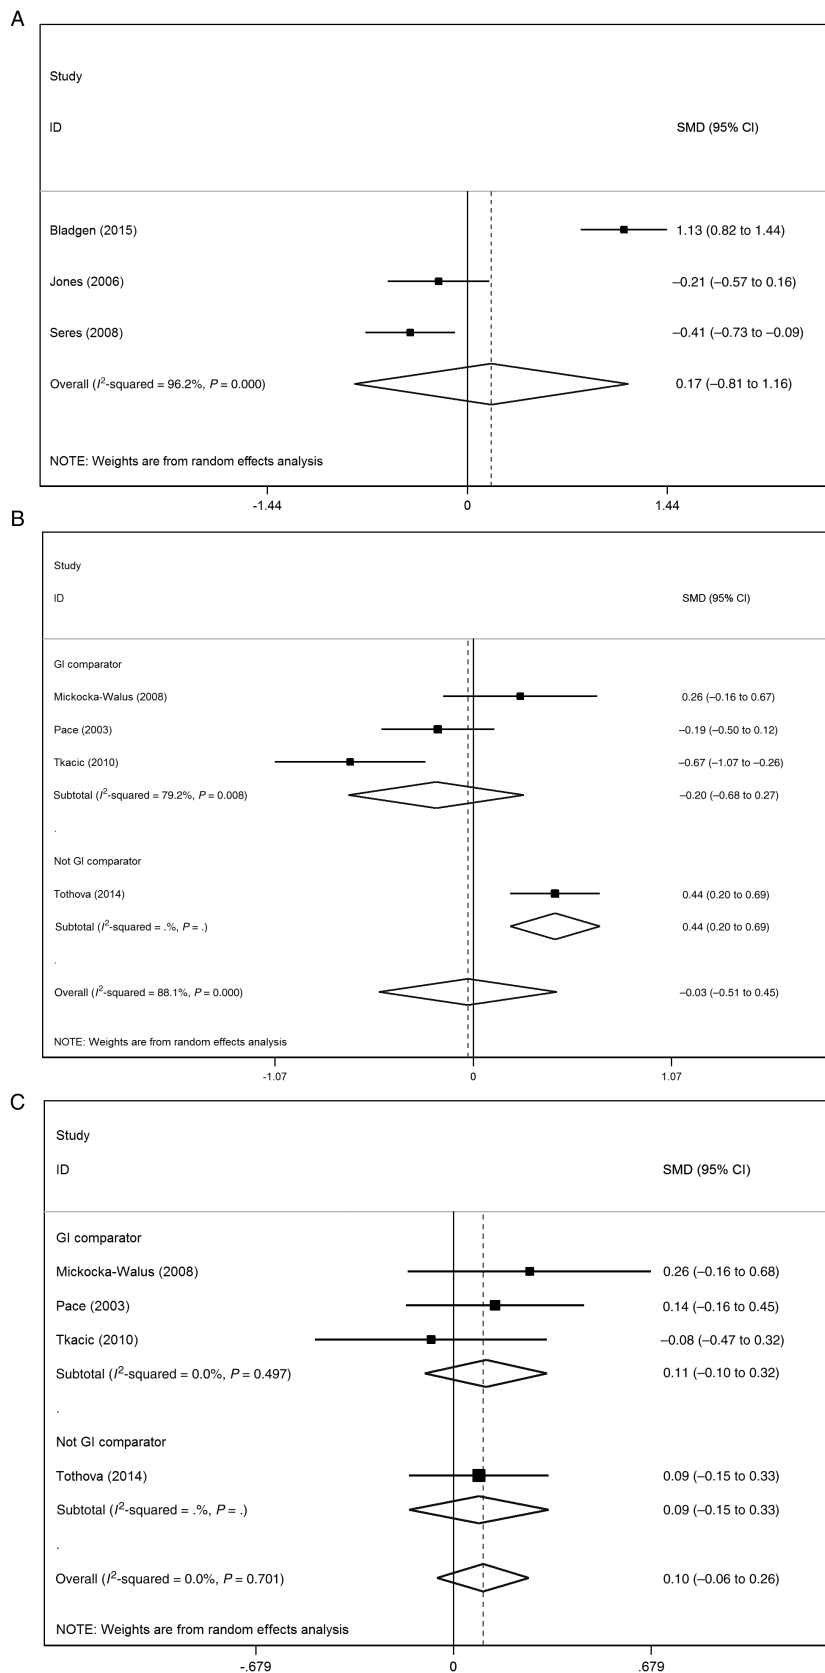 A
Study
ID SMD (95% CI)
Bladgen (2015) 1.13 (0.82 to 1.44)
Jones (2006) –0.21 (–0.57 to 0.16)
Seres (2008) –0.41 (–0.73 to –0.09)
Overall (I²-squared = 96.2%, P = 0.000) 0.17 (–0.81 to 1.16)
NOTE: Weights are from random effects analysis
-1.44 0 1.44
B
Study
ID SMD (95% CI)
GI comparator
Mickocka-Walus (2008) 0.26 (–0.16 to 0.67)
Pace (2003) –0.19 (–0.50 to 0.12)
Tkacic (2010) –0.67 (–1.07 to –0.26)
Subtotal (I²-squared = 79.2%, P = 0.008) –0.20 (–0.68 to 0.27)
.
Not GI comparator
Tothova (2014) 0.44 (0.20 to 0.69)
Subtotal (I²-squared = .%, P = .) 0.44 (0.20 to 0.69)
.
Overall (I²-squared = 88.1%, P = 0.000) –0.03 (–0.51 to 0.45)
NOTE: Weights are from random effects analysis
-1.07 0 1.07
C
Study
ID SMD (95% CI)
GI comparator
Mickocka-Walus (2008) 0.26 (–0.16 to 0.68)
Pace (2003) 0.14 (–0.16 to 0.45)
Tkacic (2010) –0.08 (–0.47 to 0.32)
Subtotal (I²-squared = 0.0%, P = 0.497) 0.11 (–0.10 to 0.32)
.
Not GI comparator
Tothova (2014) 0.09 (–0.15 to 0.33)
Subtotal (I²-squared = .%, P = .) 0.09 (–0.15 to 0.33)
.
Overall (I²-squared = 0.0%, P = 0.701) 0.10 (–0.06 to 0.26)
NOTE: Weights are from random effects analysis
-.679 0 .679